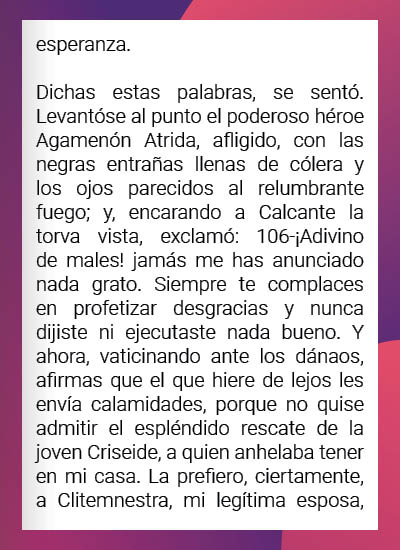 esperanza.
Dichas estas palabras, se sentó.
Levantóse al punto el poderoso héroe
Agamenón Atrida, afligido, con las
negras entrañas llenas de cólera y
los ojos parecidos al relumbrante
fuego; y, encarando a Calcante la
torva vista, exclamó: 106-¡Adivino
de males! jamás me has anunciado
nada grato. Siempre te complaces
en profetizar desgracias y nunca
dijiste ni ejecutaste nada bueno. Y
ahora, vaticinando ante los dánaos,
afirmas que el que hiere de lejos les
envía calamidades, porque no quise
admitir el espléndido rescate de la
joven Criseide, a quien anhelaba tener
en mi casa. La prefiero, ciertamente,
a Clitemnestra, mi legítima esposa,